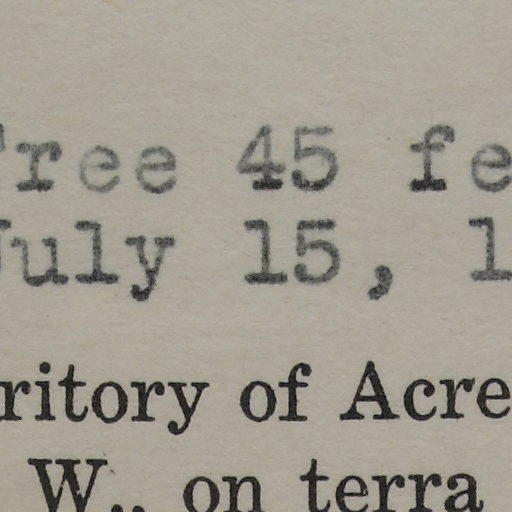 Tree 45 fe
July 15, 1
ritory of Acre
W., on terra